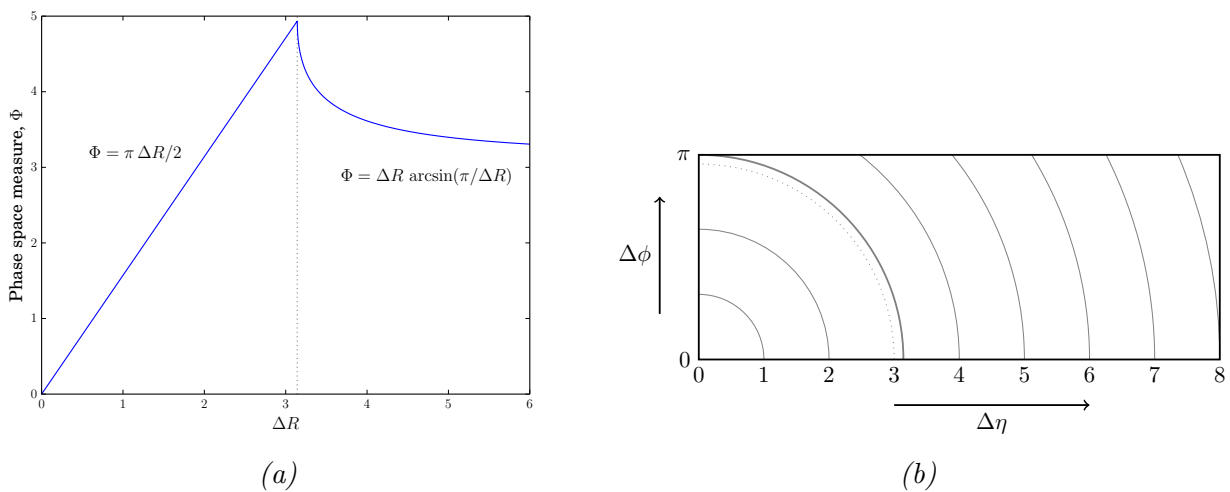 5
4
3
2
1
0
Phase space measure, Φ
Φ = π ΔR/2
Φ = ΔR arcsin(π/ΔR)
0 1 2 3 4 5 6
ΔR
(a)
π
Δϕ
0
0 1 2 3 4 5 6 7 8
Δη
(b)